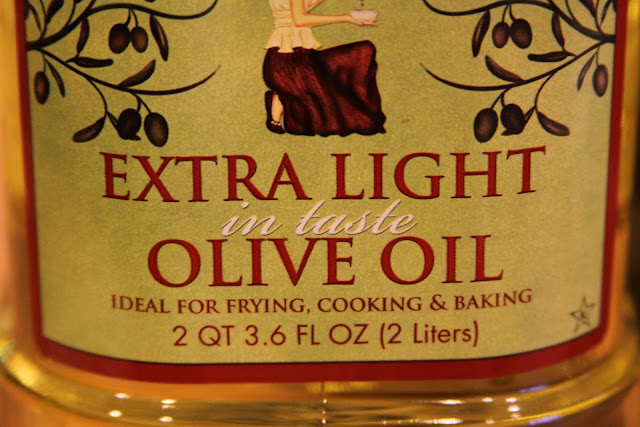 EXTRA LIGHT
in taste
OLIVE OIL
IDEAL FOR FRYING, COOKING & BAKING
2 QT 3.6 FL OZ (2 Liters)